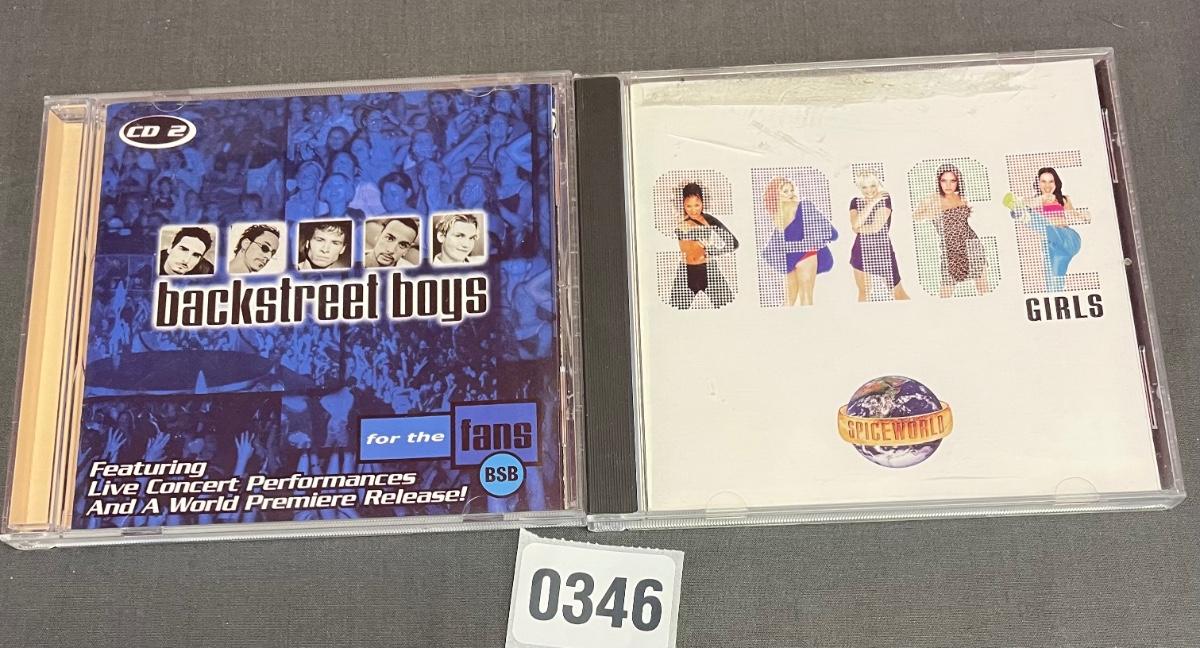 CD 2
backstreet boys
for the fans
BSB
Featuring
Live Concert Performances
And A World Premiere Release!
SPICE
GIRLS
SPICEWORLD
0346